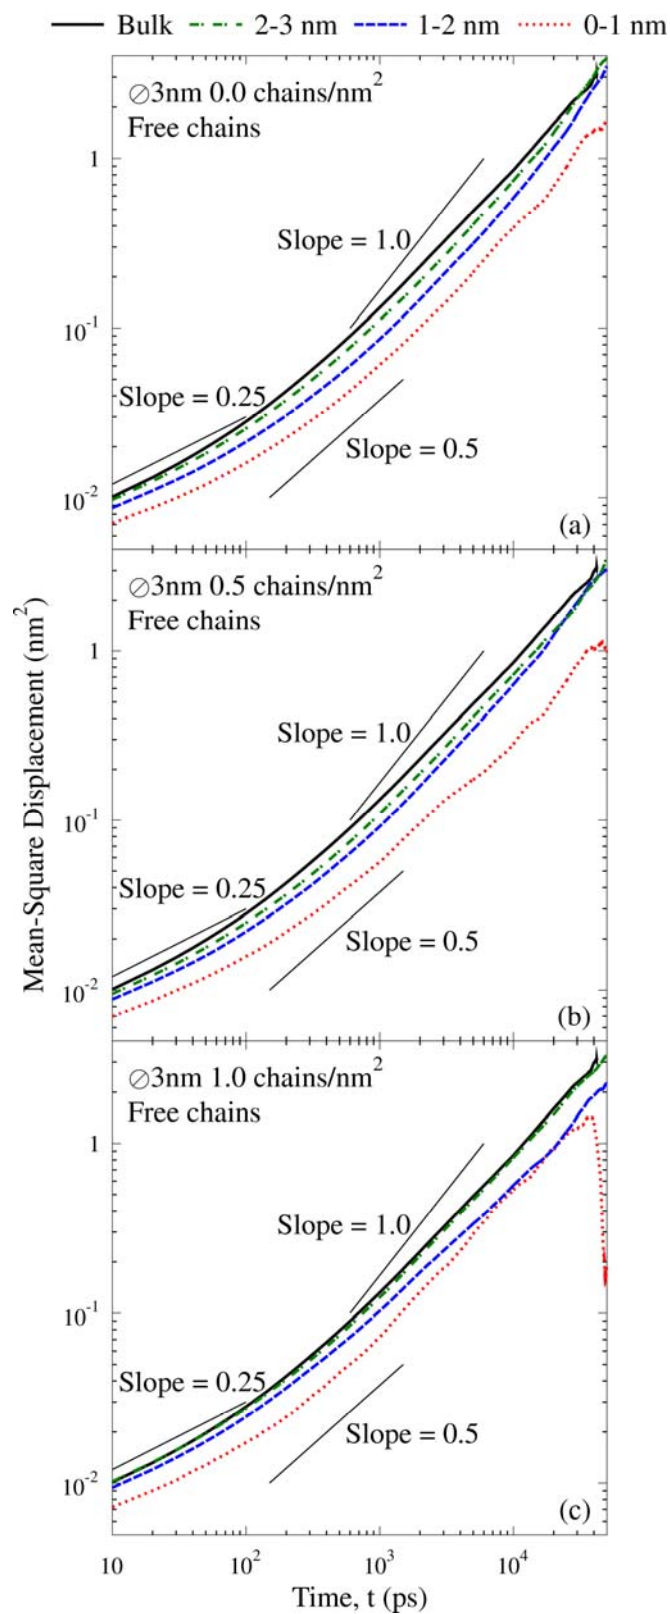 Bulk 2-3 nm 1-2 nm 0-1 nm
∅3nm 0.0 chains/nm²
Free chains
1
10⁻¹
10⁻²
Slope = 1.0
Slope = 0.25
Slope = 0.5
(a)
∅3nm 0.5 chains/nm²
Free chains
1
10⁻¹
10⁻²
Slope = 1.0
Slope = 0.25
Slope = 0.5
(b)
Mean-Square Displacement (nm²)
∅3nm 1.0 chains/nm²
Free chains
1
10⁻¹
10⁻²
Slope = 1.0
Slope = 0.25
Slope = 0.5
(c)
10 10² 10³ 10⁴
Time, t (ps)